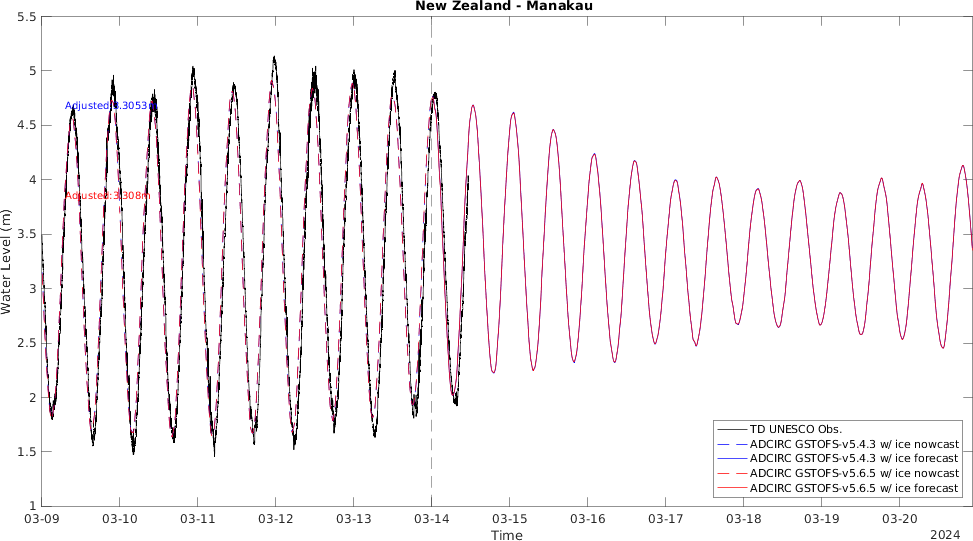 New Zealand - Manakau
5.5
5
4.5
4
3.5
3
2.5
2
1.5
1
Water Level (m)
Adjusted:3.3053m
Adjusted:3.308m
TD UNESCO Obs.
ADCIRC GSTOFS-v5.4.3 w/ ice nowcast
ADCIRC GSTOFS-v5.4.3 w/ ice forecast
ADCIRC GSTOFS-v5.6.5 w/ ice nowcast
ADCIRC GSTOFS-v5.6.5 w/ ice forecast
03-09 03-10 03-11 03-12 03-13 03-14 03-15 03-16 03-17 03-18 03-19 03-20
Time
2024